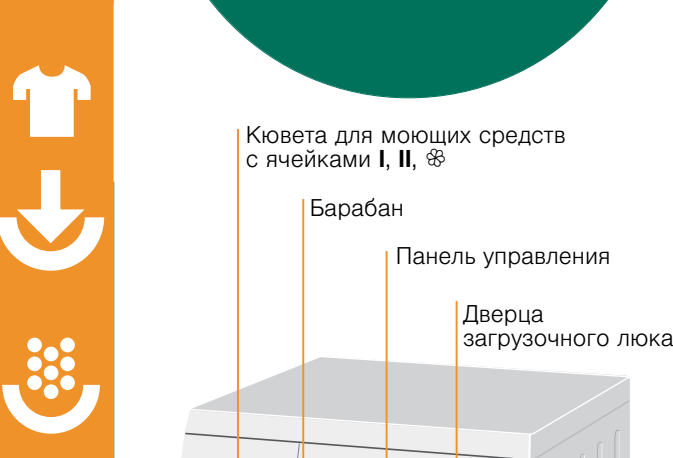 Кювета для моющих средств
с ячейками I, II, ֍
Барабан
Панель управления
Дверца
загрузочного люка